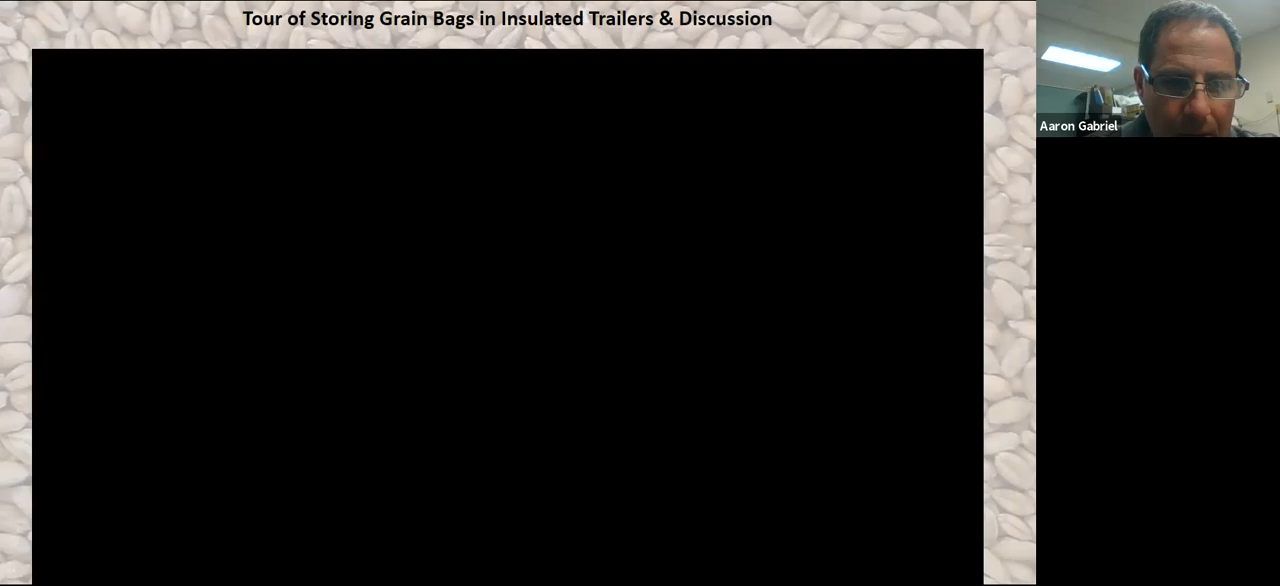 Tour of Storing Grain Bags in Insulated Trailers & Discussion
Aaron Gabriel